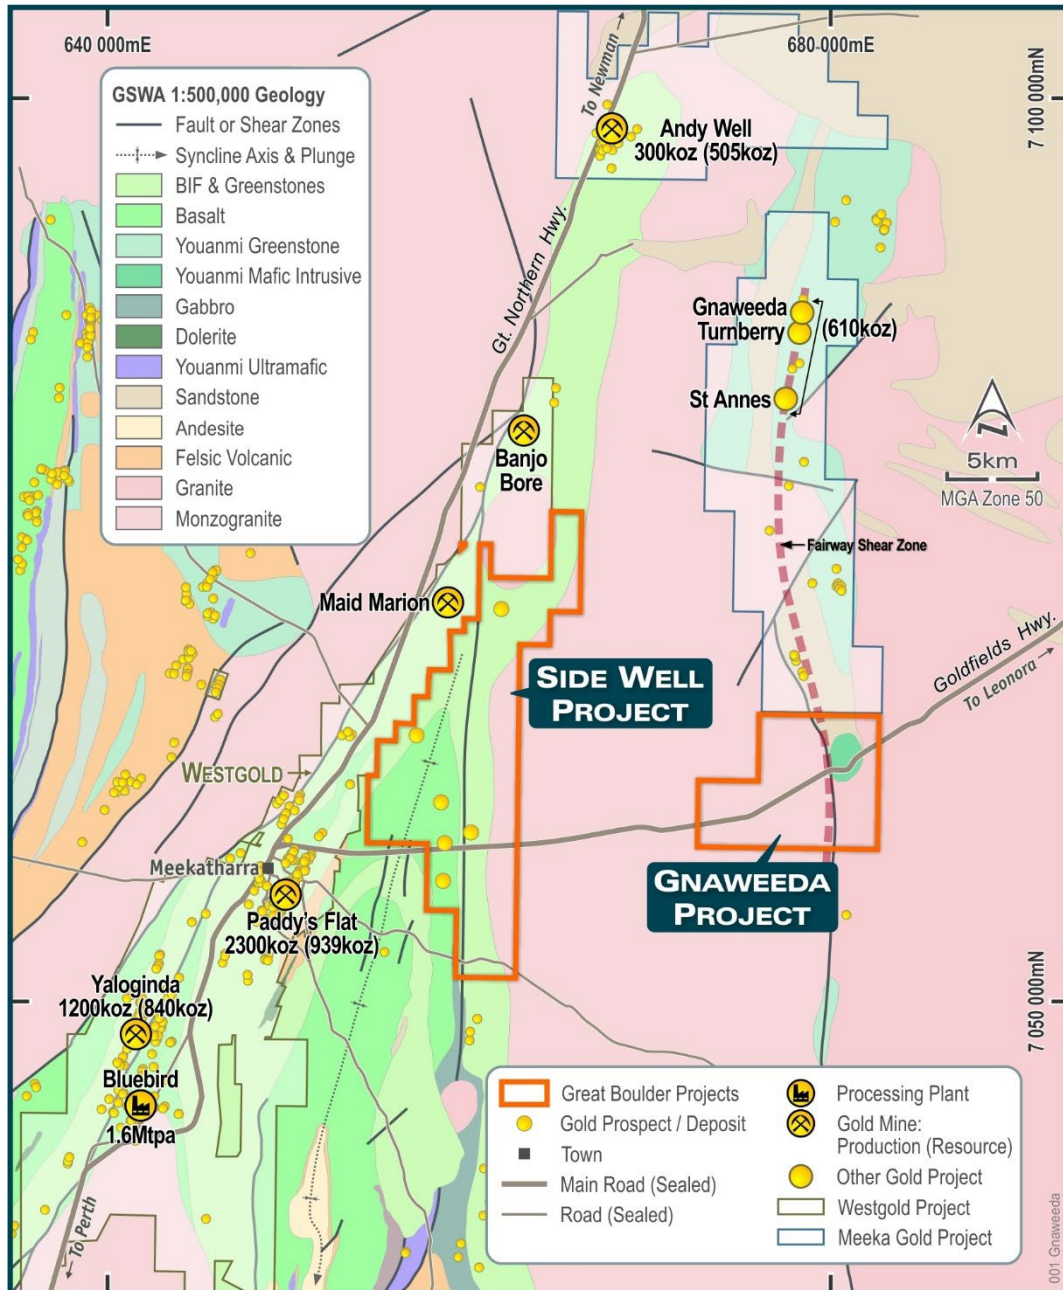 640 000mE
680 000mE
7 100 000mN
7 050 000mN
GSWA 1:500,000 Geology
Fault or Shear Zones
Syncline Axis & Plunge
BIF & Greenstones
Basalt
Youanmi Greenstone
Youanmi Mafic Intrusive
Gabbro
Dolerite
Youanmi Ultramafic
Sandstone
Andesite
Felsic Volcanic
Granite
Monzogranite
To Newman
Andy Well
300koz (505koz)
Gt. Northern Hwy.
Gnaweeda
Turnberry
(610koz)
St Annes
5km
MGA Zone 50
Banjo
Bore
Fairway Shear Zone
Maid Marion
SIDE WELL
PROJECT
Goldfields Hwy.
To Leonora
WESTGOLD
Meekatharra
GNAWEEDA
PROJECT
Paddy's Flat
2300koz (939koz)
Yaloginda
1200koz (840koz)
Bluebird
1.6Mtpa
To Perth
Great Boulder Projects
Gold Prospect / Deposit
Town
Main Road (Sealed)
Road (Sealed)
Processing Plant
Gold Mine:
Production (Resource)
Other Gold Project
Westgold Project
Meeka Gold Project
001 Gnaweeda